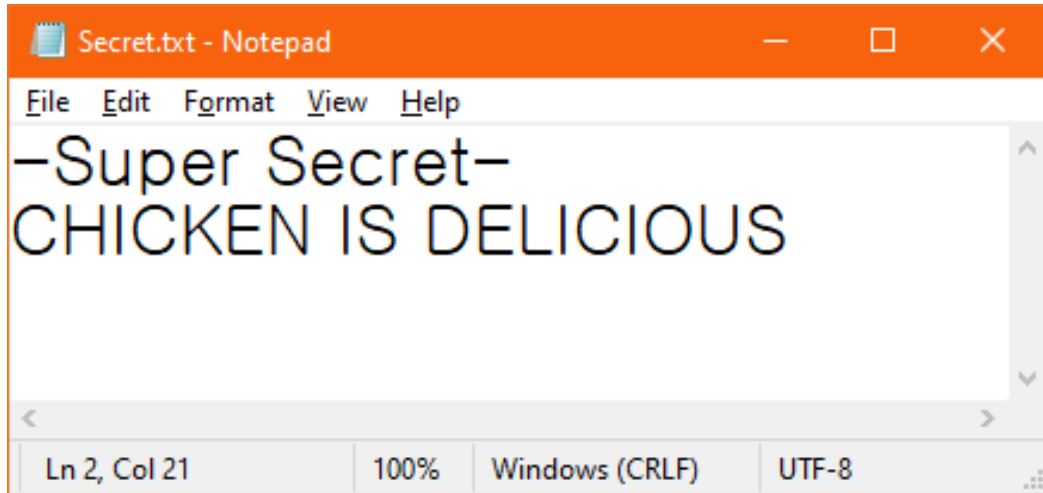 Secret.txt - Notepad
File Edit Format View Help
-Super Secret-
CHICKEN IS DELICIOUS
Ln 2, Col 21 100% Windows (CRLF) UTF-8